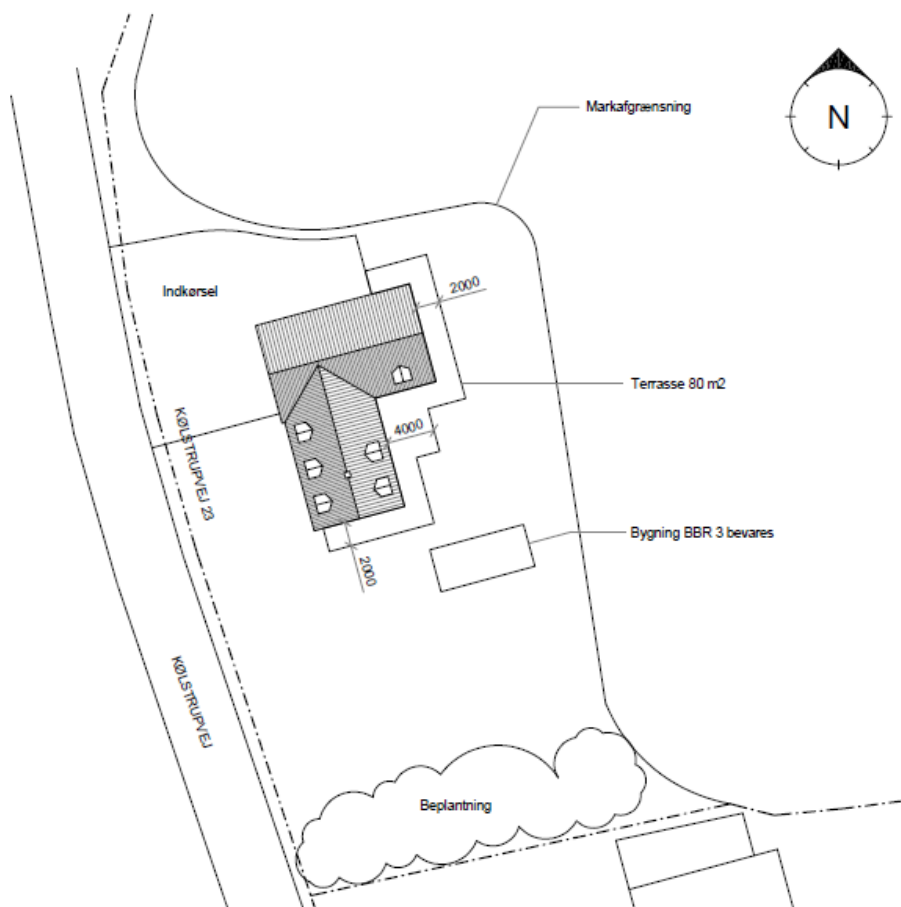 Markafgrænsning
N
Indkørsel
2000
Terrasse 80 m2
4000
KØLSTRUPVEJ 23
Bygning BBR 3 bevares
2000
KØLSTRUPVEJ
Beplantning